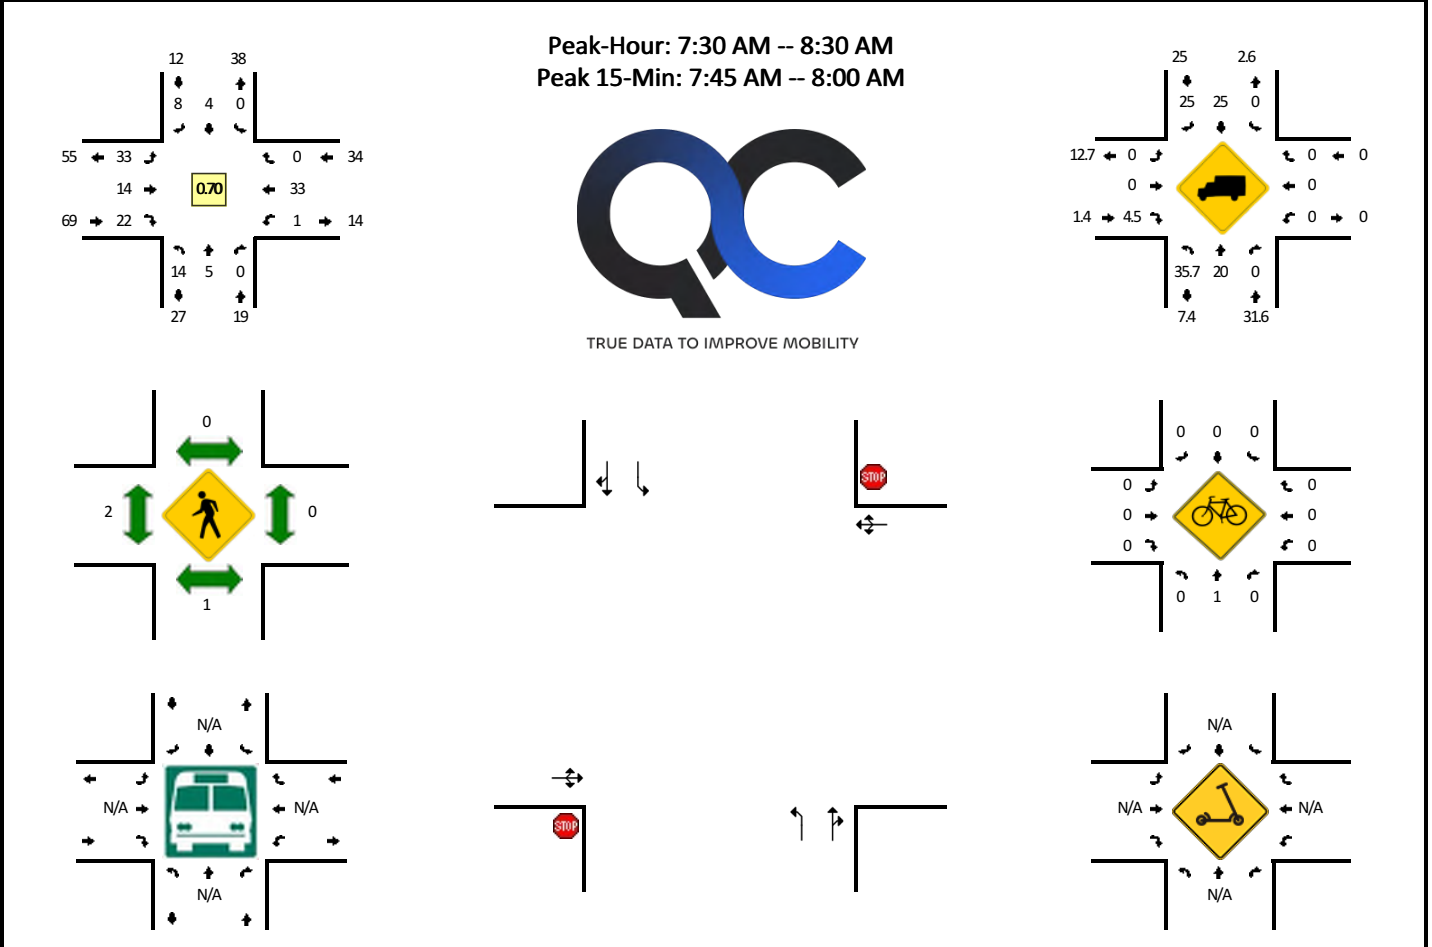 Peak-Hour: 7:30 AM -- 8:30 AM
Peak 15-Min: 7:45 AM -- 8:00 AM
12 38
8 4 0
55 33 0 34
14 0.70 33
69 22 1 14
14 5 0
27 19
TRUE DATA TO IMPROVE MOBILITY
25 2.6
25 25 0
12.7 0 0 0
0 0
1.4 4.5 0 0
35.7 20 0
7.4 31.6
0
2 0
1
STOP
STOP
0 0 0
0 0
0 0
0 0
0 1 0
N/A
N/A N/A
N/A
N/A
N/A N/A
N/A